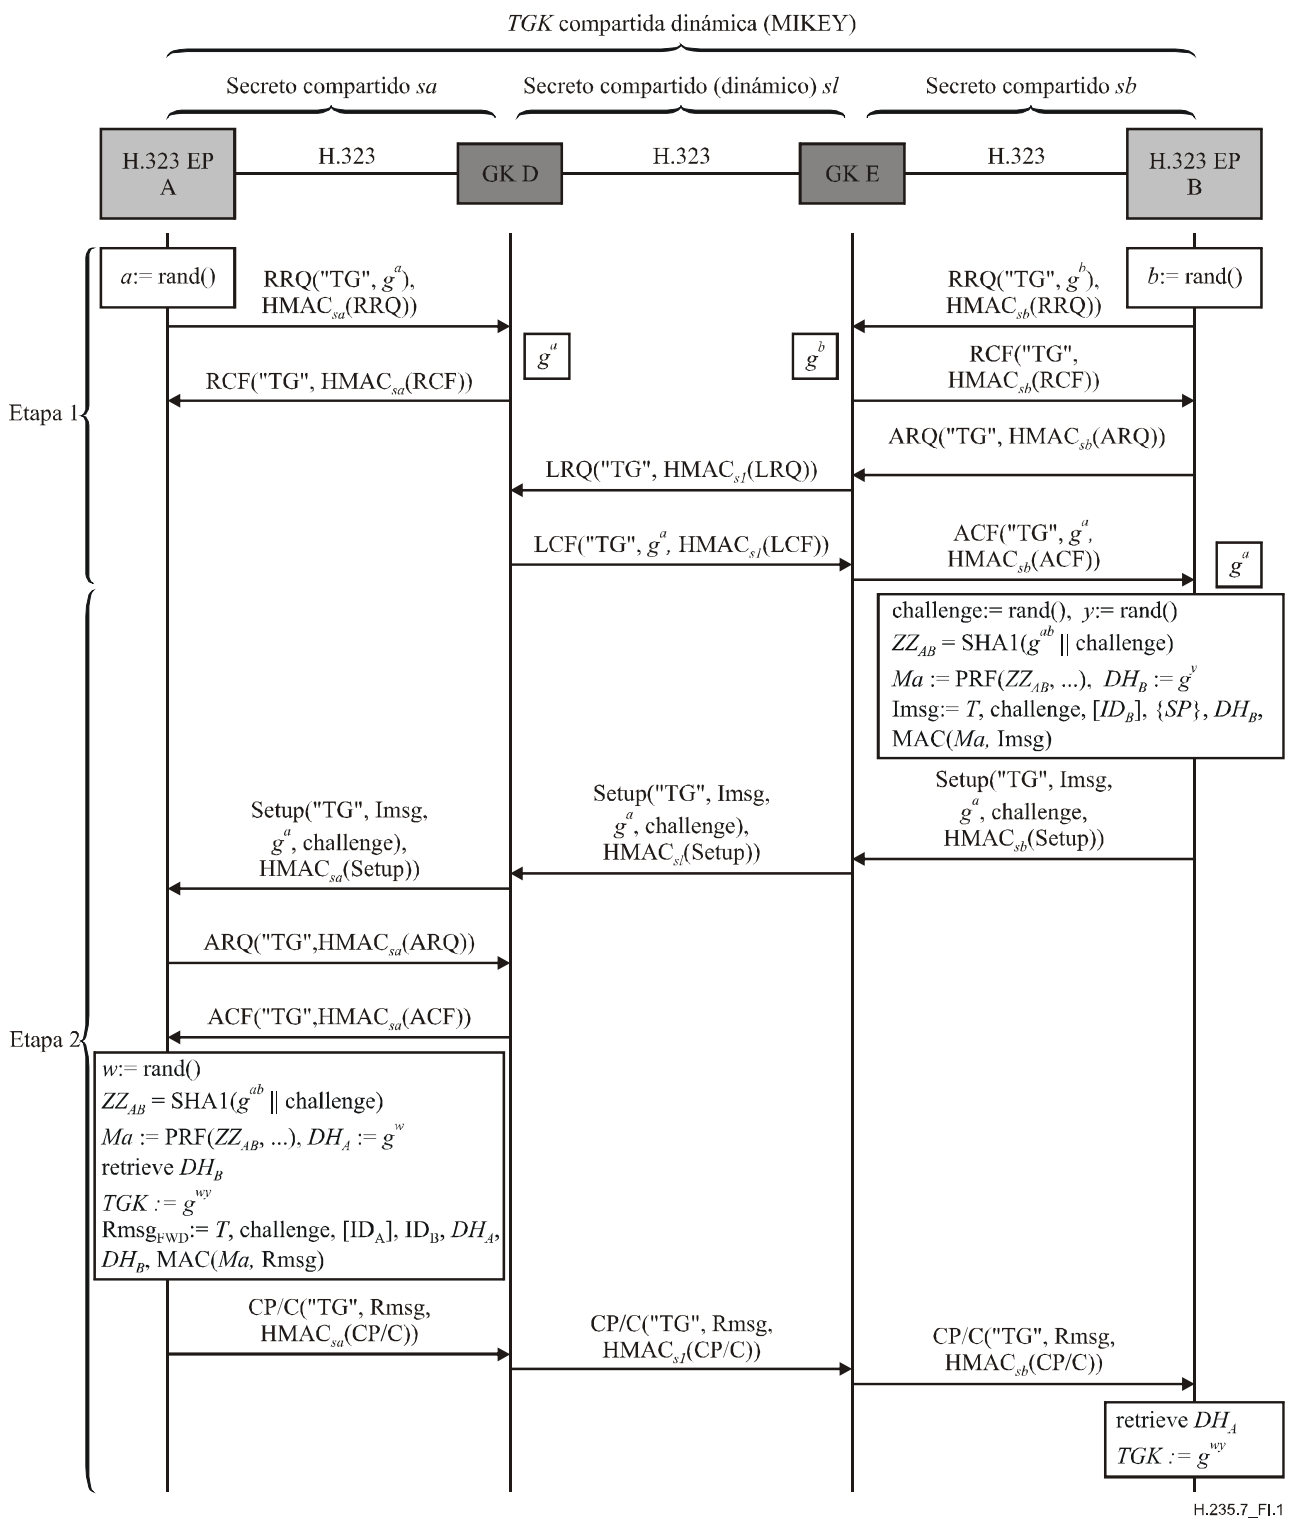 TGK compartida dinámica (MIKEY)
Secreto compartido sa
Secreto compartido (dinámico) sl
Secreto compartido sb
H.323 EP
A
H.323
GK D
H.323
GK E
H.323
H.323 EP
B
Etapa 1
a:= rand()
b:= rand()
RRQ("TG", g^a),
HMAC_sa(RRQ))
RRQ("TG", g^b),
HMAC_sb(RRQ))
g^a
g^b
RCF("TG", HMAC_sa(RCF))
RCF("TG",
HMAC_sb(RCF))
ARQ("TG", HMAC_sb(ARQ))
LRQ("TG", HMAC_s1(LRQ))
LCF("TG", g^a, HMAC_s1(LCF))
ACF("TG", g^a,
HMAC_sb(ACF))
g^a
Etapa 2
challenge:= rand(), y:= rand()
ZZ_AB = SHA1(g^ab || challenge)
Ma := PRF(ZZ_AB, ...), DH_B := g^y
Imsg:= T, challenge, [ID_B], {SP}, DH_B,
MAC(Ma, Imsg)
Setup("TG", Imsg,
g^a, challenge,
HMAC_sb(Setup))
Setup("TG", Imsg,
g^a, challenge),
HMAC_sl(Setup))
Setup("TG", Imsg,
g^a, challenge),
HMAC_sa(Setup))
ARQ("TG",HMAC_sa(ARQ))
ACF("TG",HMAC_sa(ACF))
w:= rand()
ZZ_AB = SHA1(g^ab || challenge)
Ma := PRF(ZZ_AB, ...), DH_A := g^w
retrieve DH_B
TGK := g^wy
Rmsg_FWD:= T, challenge, [ID_A], ID_B, DH_A,
DH_B, MAC(Ma, Rmsg)
CP/C("TG", Rmsg,
HMAC_sa(CP/C))
CP/C("TG", Rmsg,
HMAC_s1(CP/C))
CP/C("TG", Rmsg,
HMAC_sb(CP/C))
retrieve DH_A
TGK := g^wy
H.235.7_FI.1